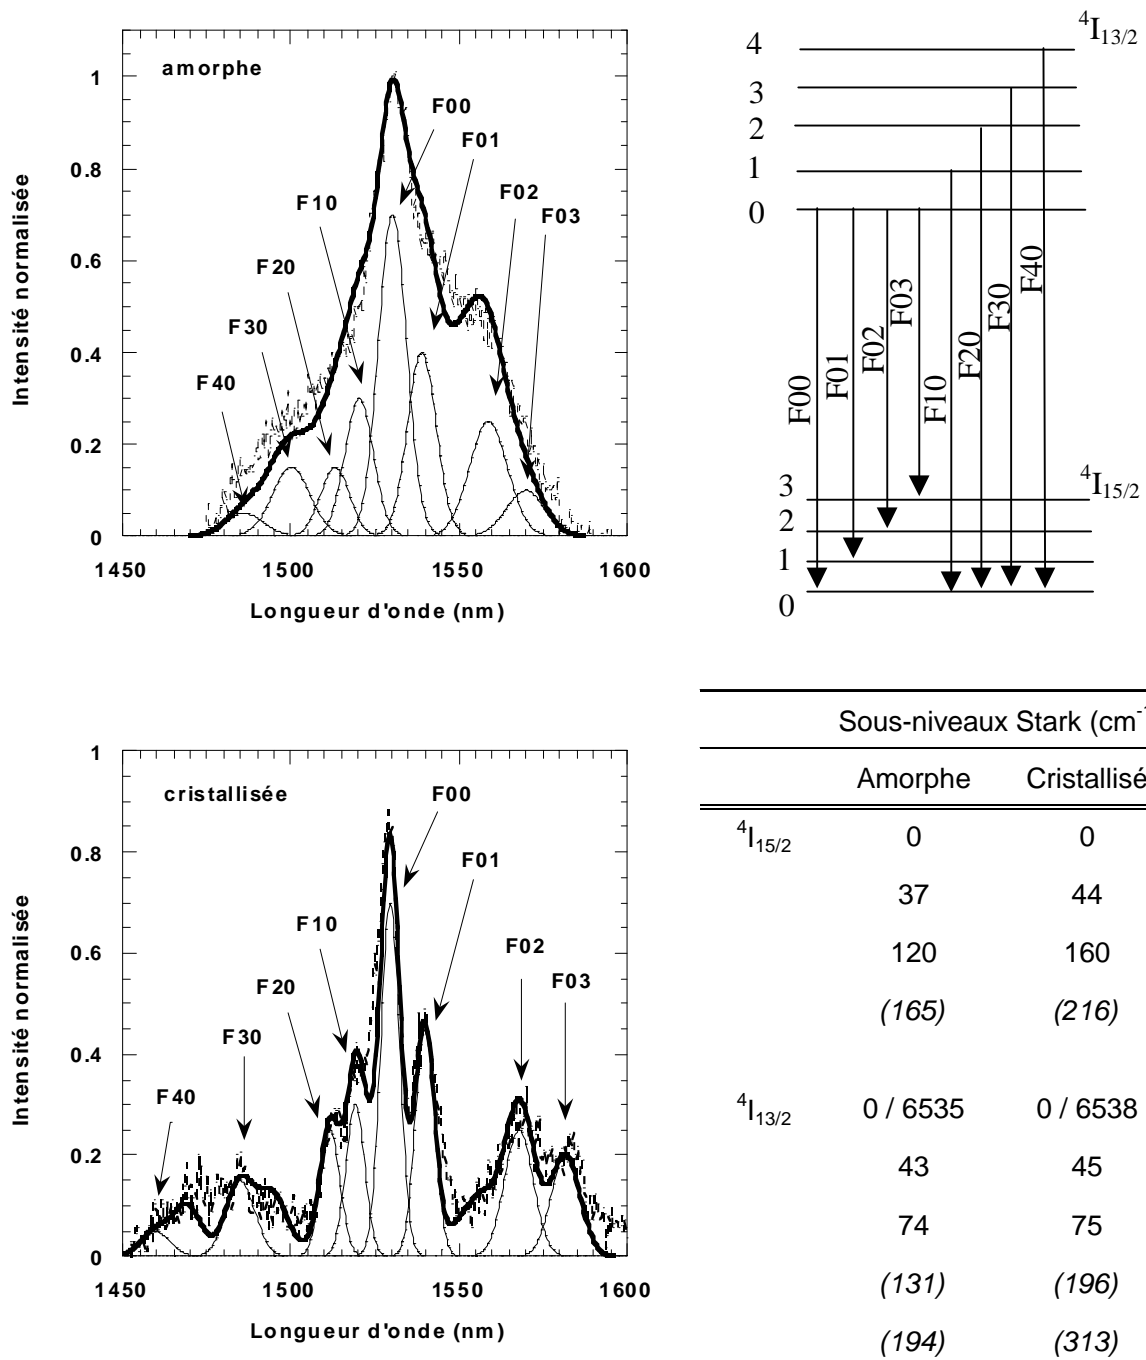 amorphe
Intensité normalisée
1
0.8
0.6
0.4
0.2
0
F00
F01
F02
F03
F10
F20
F30
F40
1450
1500
1550
1600
Longueur d'onde (nm)
4
3
2
1
0
4I13/2
F00
F01
F02
F03
F10
F20
F30
F40
3
2
1
0
4I15/2
cristallisée
Intensité normalisée
1
0.8
0.6
0.4
0.2
0
F00
F01
F10
F02
F20
F03
F30
F40
1450
1500
1550
1600
Longueur d'onde (nm)
Sous-niveaux Stark (cm-1
Amorphe Cristallisé
4I15/2 0 0
37 44
120 160
(165) (216)
4I13/2 0 / 6535 0 / 6538
43 45
74 75
(131) (196)
(194) (313)